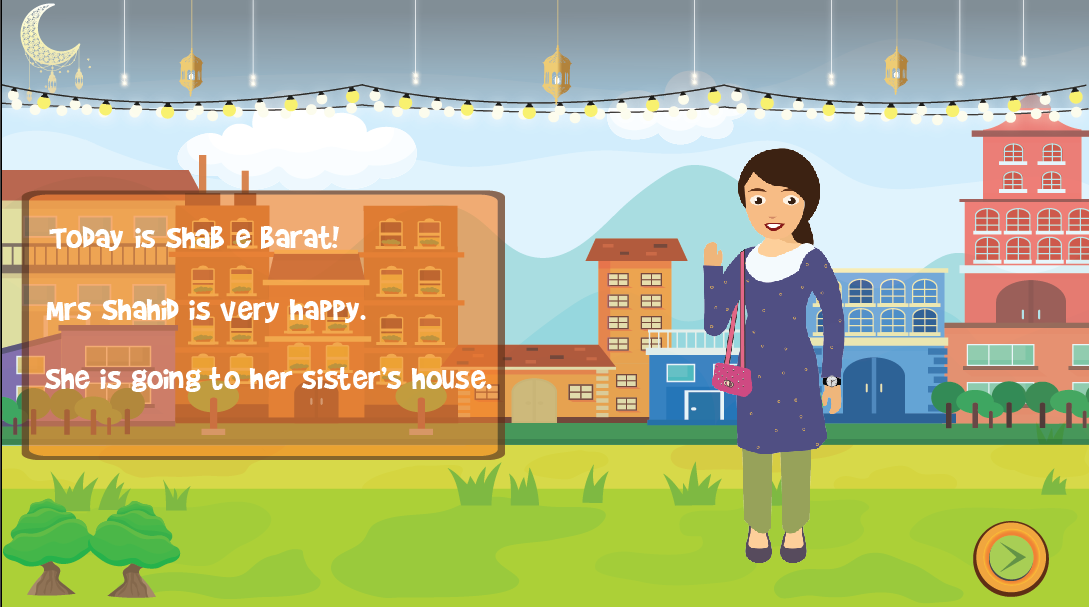 Today is Shab e Barat!
Mrs Shahid is very happy.
She is going to her sister's house.